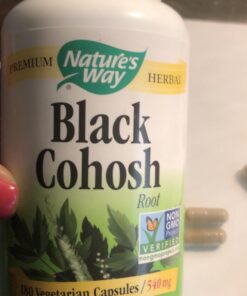 PREMIUM HERBAL
Nature's
Way
Black
Cohosh
Root
NON
GMO
Project
VERIFIED
nongmoproject.org
180 Vegetarian Capsules / 540 mg